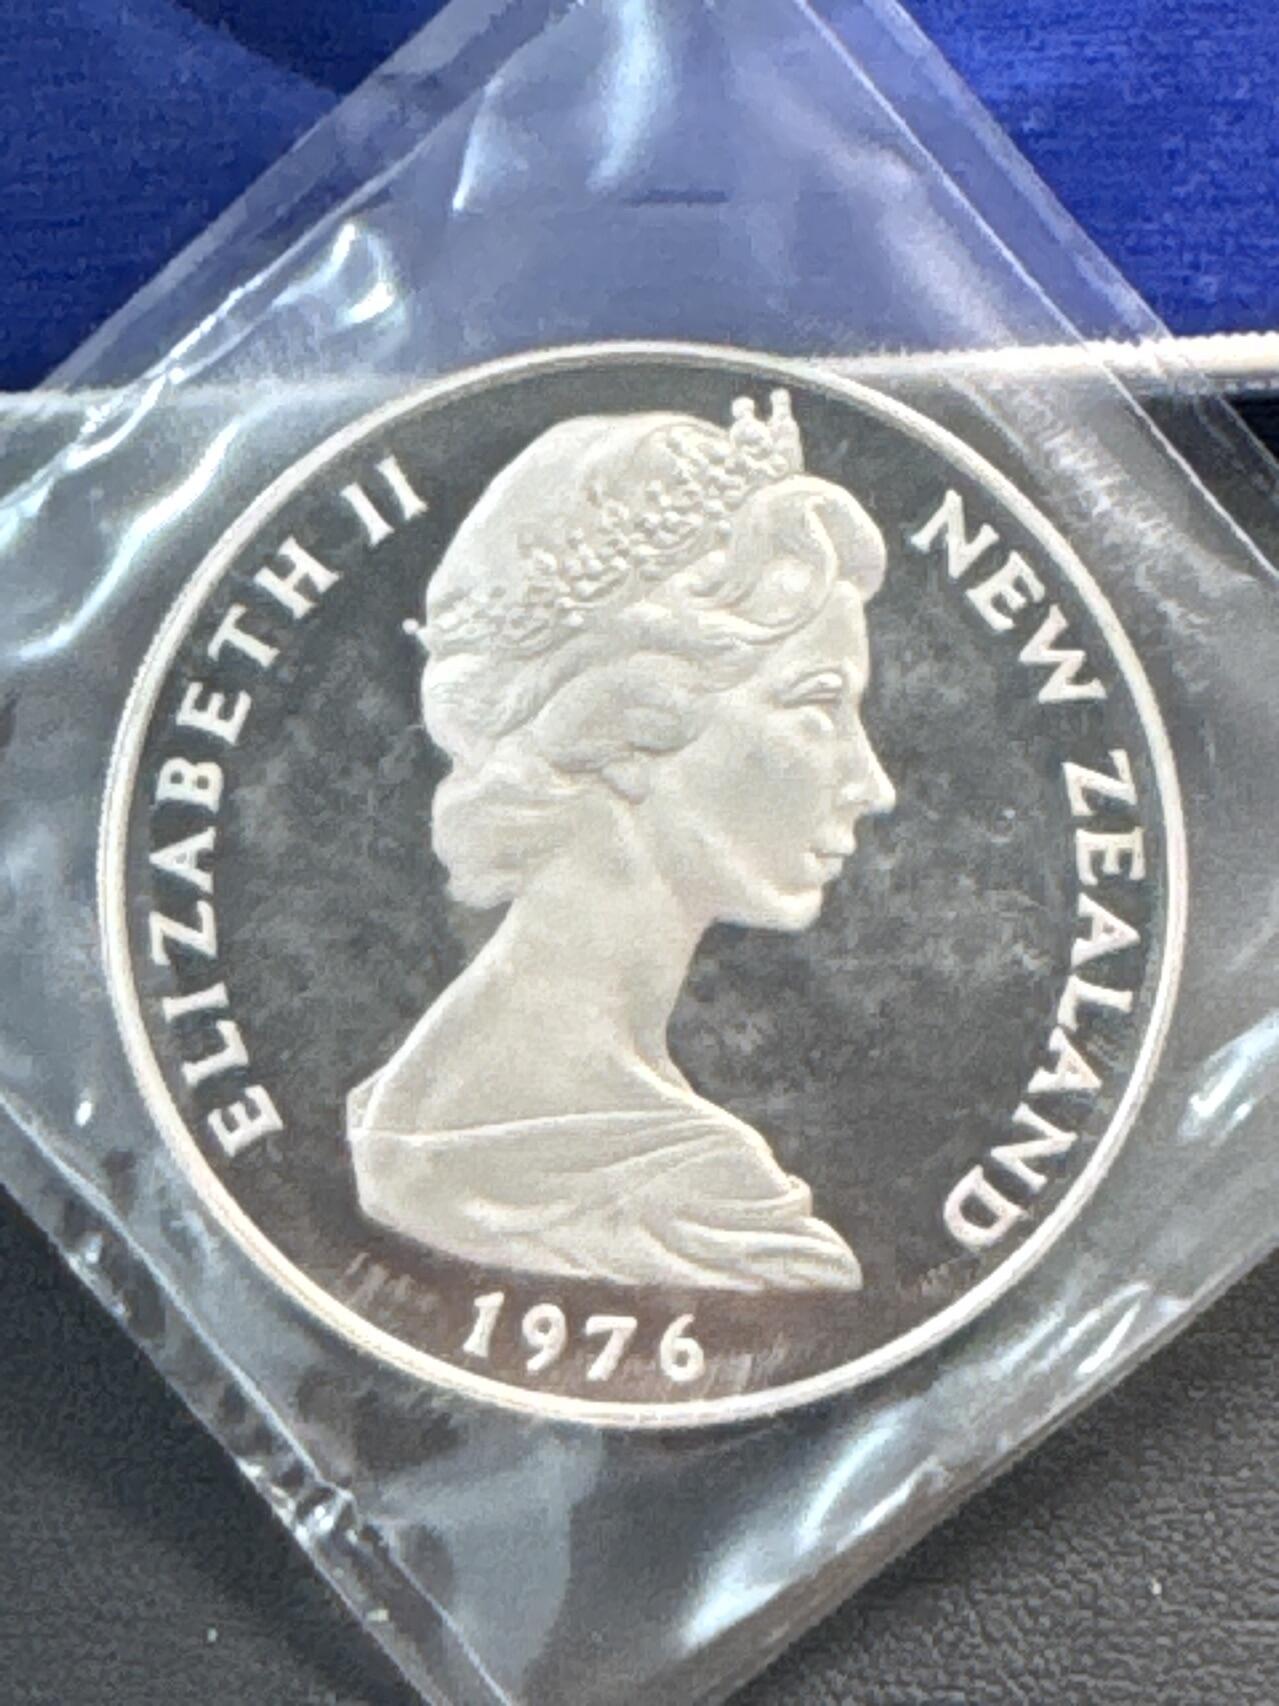 ELIZABETH II
NEW ZEALAND
1976